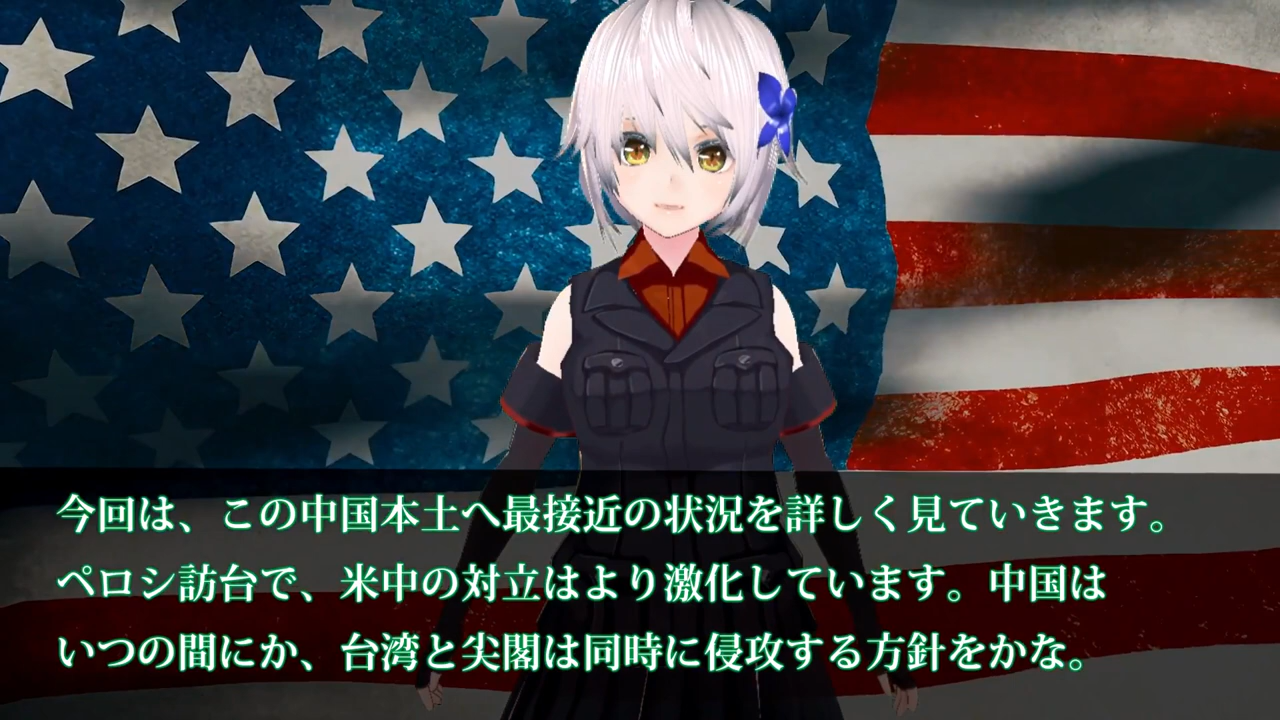 今回は、この中国本土へ最接近の状況を詳しく見ていきます。
ペロシ訪台で、米中の対立はより激化しています。中国は
いつの間にか、台湾と尖閣は同時に侵攻する方針をかな。